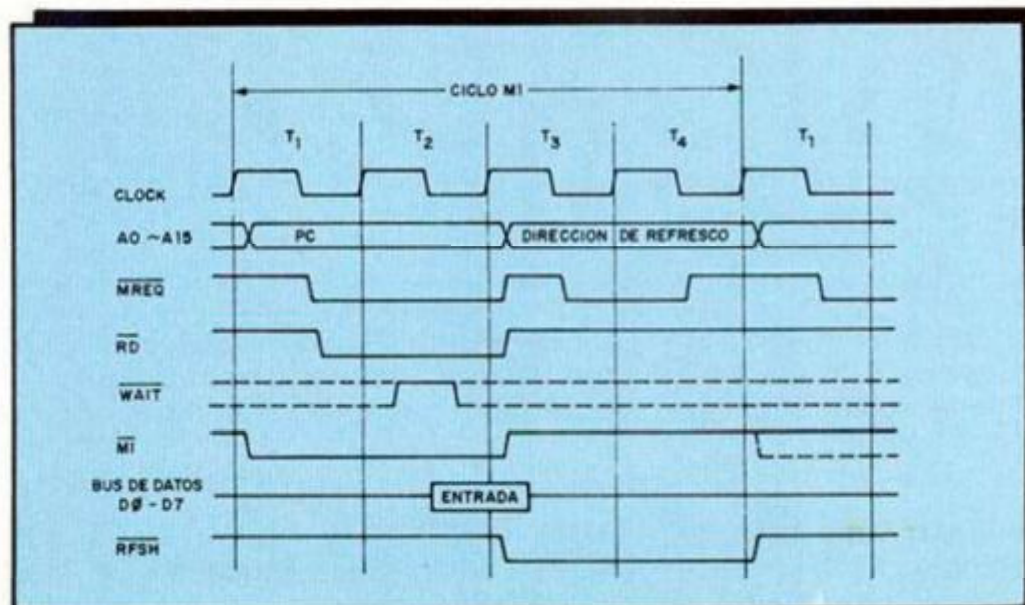 CICLO M1
T1 T2 T3 T4 T1
CLOCK
A0 ~A15 PC DIRECCION DE REFRESCO
MREQ
RD
WAIT
M1
BUS DE DATOS
DØ - D7 ENTRADA
RFSH